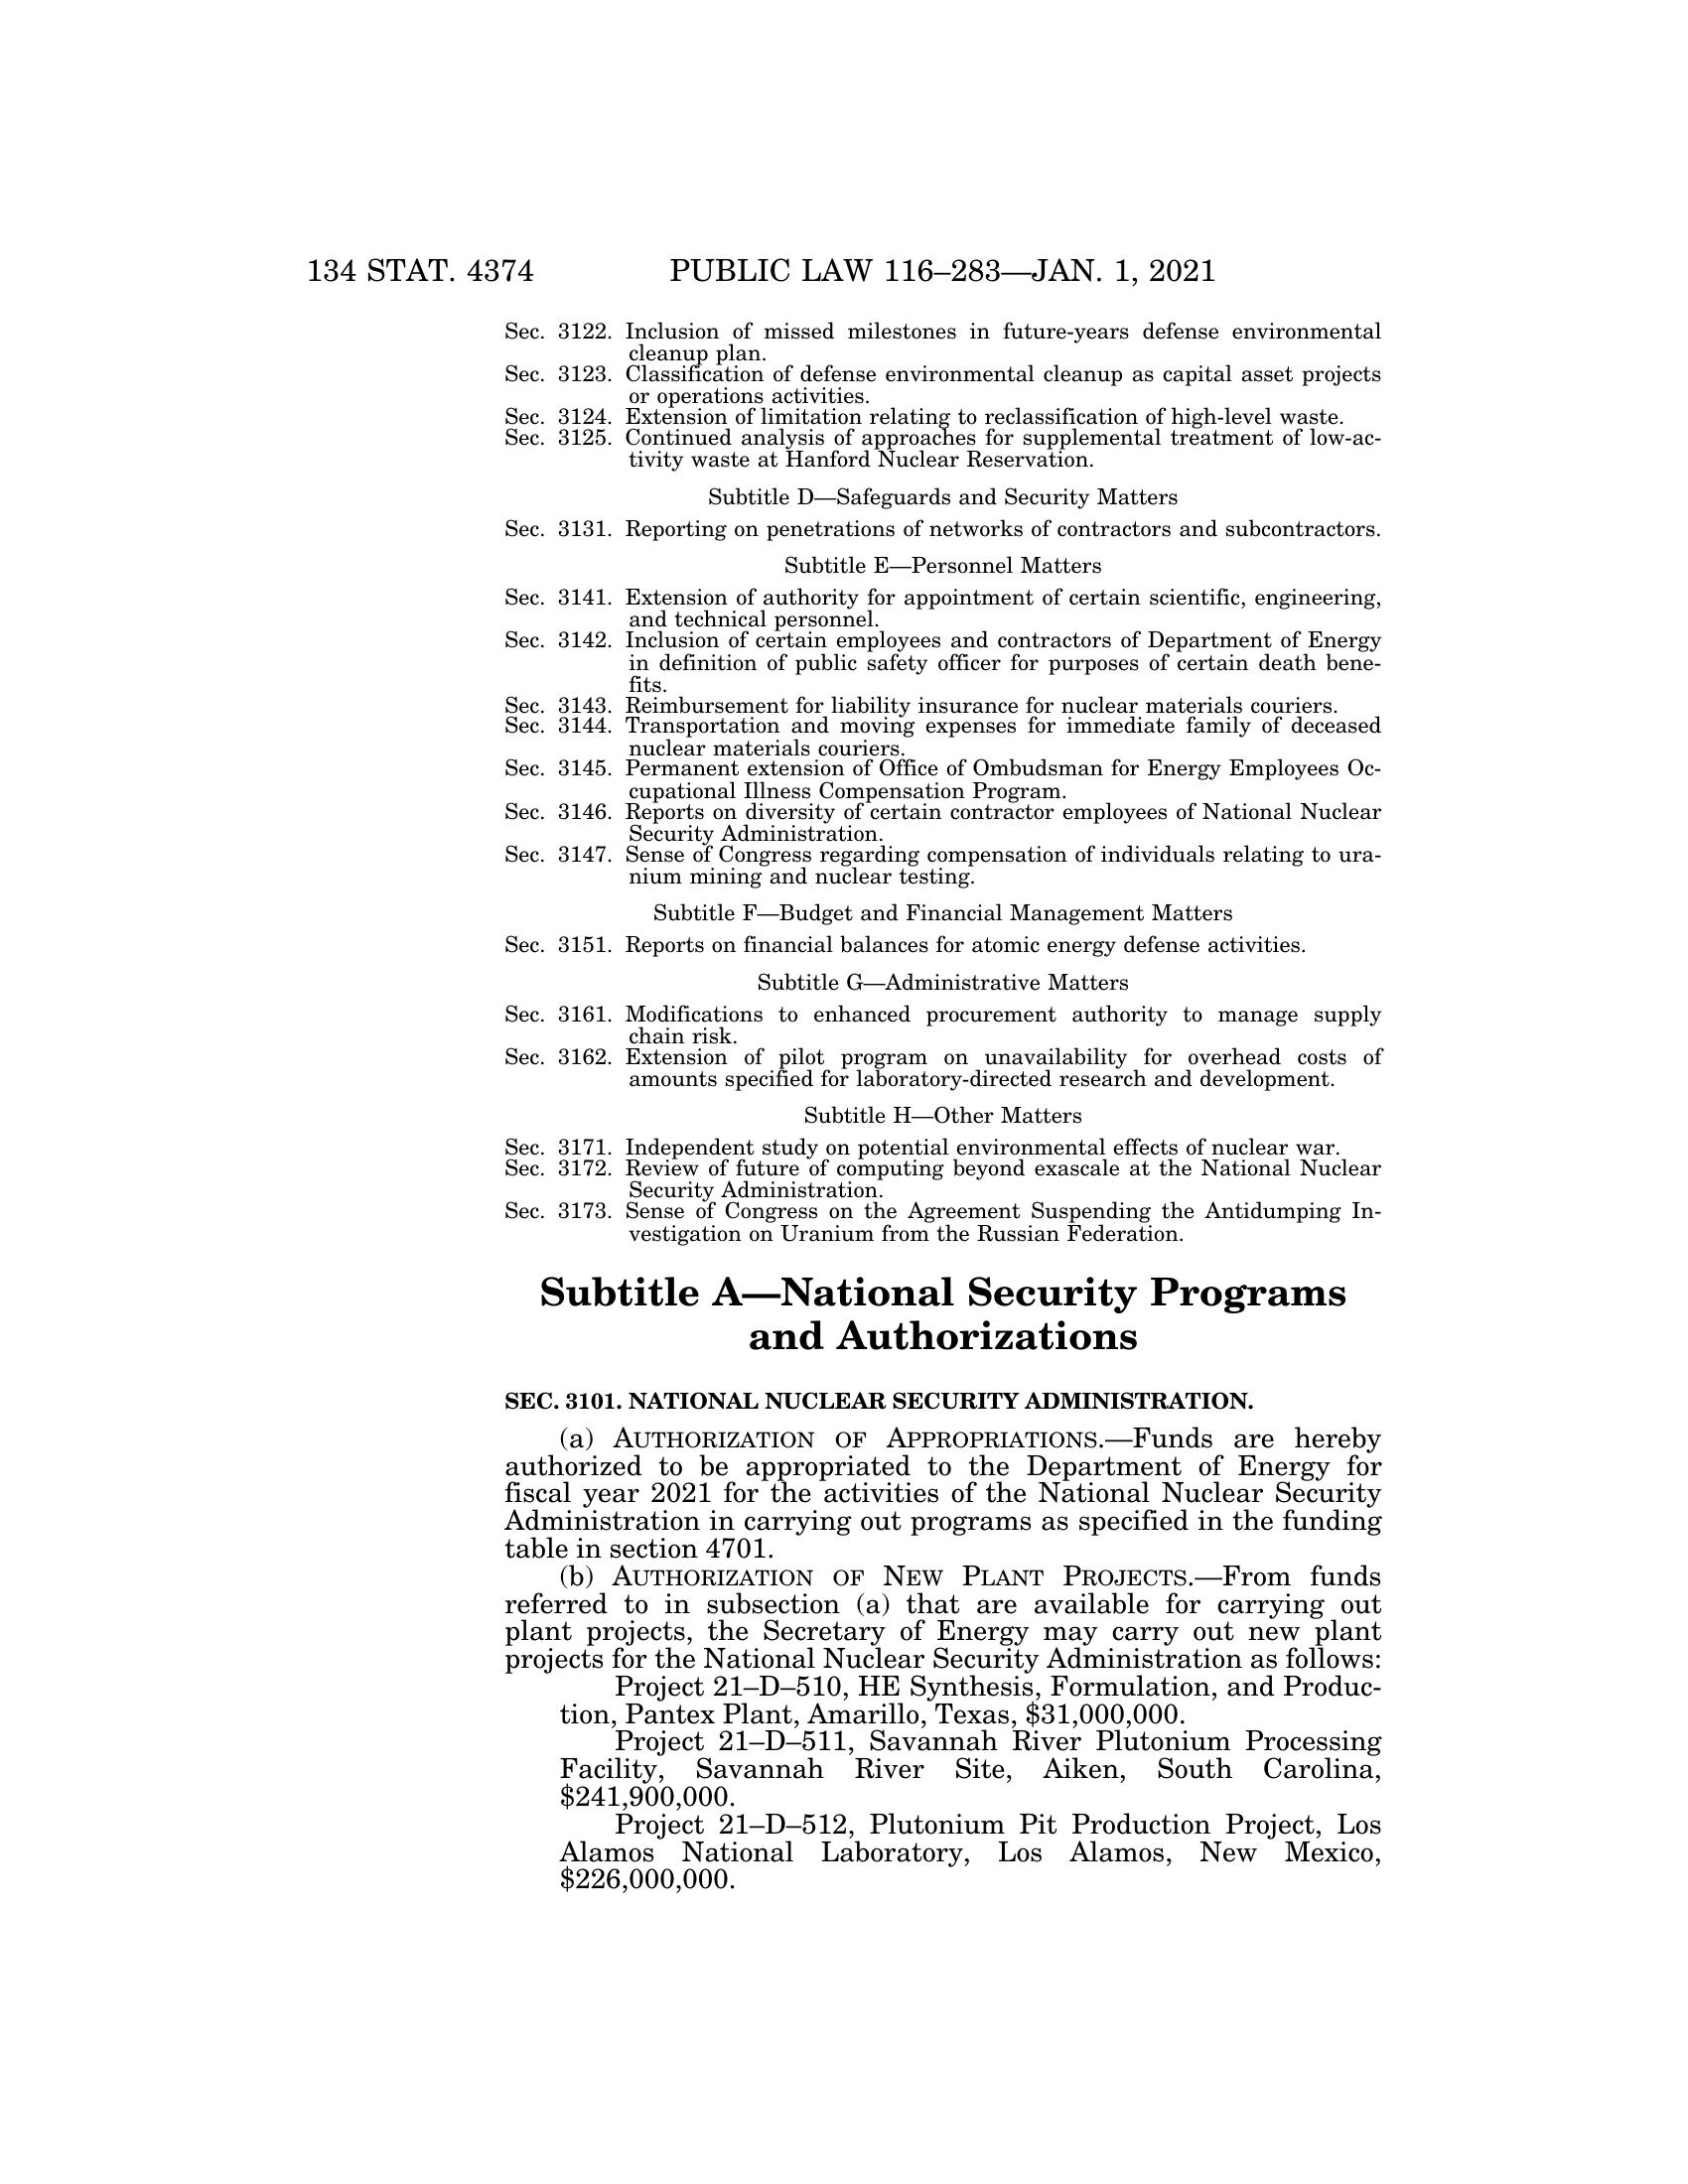 134 STAT. 4374
PUBLIC LAW 116–283—JAN. 1, 2021
Sec. 3122. Inclusion of missed milestones in future-years defense environmental
cleanup plan.
Sec. 3123. Classification of defense environmental cleanup as capital asset projects
or operations activities.
Sec. 3124. Extension of limitation relating to reclassification of high-level waste.
Sec. 3125. Continued analysis of approaches for supplemental treatment of low-ac-
tivity waste at Hanford Nuclear Reservation.
Subtitle D—Safeguards and Security Matters
Sec. 3131. Reporting on penetrations of networks of contractors and subcontractors.
Subtitle E—Personnel Matters
Sec. 3141. Extension of authority for appointment of certain scientific, engineering,
and technical personnel.
Sec. 3142. Inclusion of certain employees and contractors of Department of Energy
in definition of public safety officer for purposes of certain death bene-
fits.
Sec. 3143. Reimbursement for liability insurance for nuclear materials couriers.
Sec. 3144. Transportation and moving expenses for immediate family of deceased
nuclear materials couriers.
Sec. 3145. Permanent extension of Office of Ombudsman for Energy Employees Oc-
cupational Illness Compensation Program.
Sec. 3146. Reports on diversity of certain contractor employees of National Nuclear
Security Administration.
Sec. 3147. Sense of Congress regarding compensation of individuals relating to ura-
nium mining and nuclear testing.
Subtitle F—Budget and Financial Management Matters
Sec. 3151. Reports on financial balances for atomic energy defense activities.
Subtitle G—Administrative Matters
Sec. 3161. Modifications to enhanced procurement authority to manage supply
chain risk.
Sec. 3162. Extension of pilot program on unavailability for overhead costs of
amounts specified for laboratory-directed research and development.
Subtitle H—Other Matters
Sec. 3171. Independent study on potential environmental effects of nuclear war.
Sec. 3172. Review of future of computing beyond exascale at the National Nuclear
Security Administration.
Sec. 3173. Sense of Congress on the Agreement Suspending the Antidumping In-
vestigation on Uranium from the Russian Federation.
Subtitle A—National Security Programs
and Authorizations
SEC. 3101. NATIONAL NUCLEAR SECURITY ADMINISTRATION.
(a) AUTHORIZATION OF APPROPRIATIONS.—Funds are hereby
authorized to be appropriated to the Department of Energy for
fiscal year 2021 for the activities of the National Nuclear Security
Administration in carrying out programs as specified in the funding
table in section 4701.
(b) AUTHORIZATION OF NEW PLANT PROJECTS.—From funds
referred to in subsection (a) that are available for carrying out
plant projects, the Secretary of Energy may carry out new plant
projects for the National Nuclear Security Administration as follows:
Project 21–D–510, HE Synthesis, Formulation, and Produc-
tion, Pantex Plant, Amarillo, Texas, $31,000,000.
Project 21–D–511, Savannah River Plutonium Processing
Facility, Savannah River Site, Aiken, South Carolina,
$241,900,000.
Project 21–D–512, Plutonium Pit Production Project, Los
Alamos National Laboratory, Los Alamos, New Mexico,
$226,000,000.